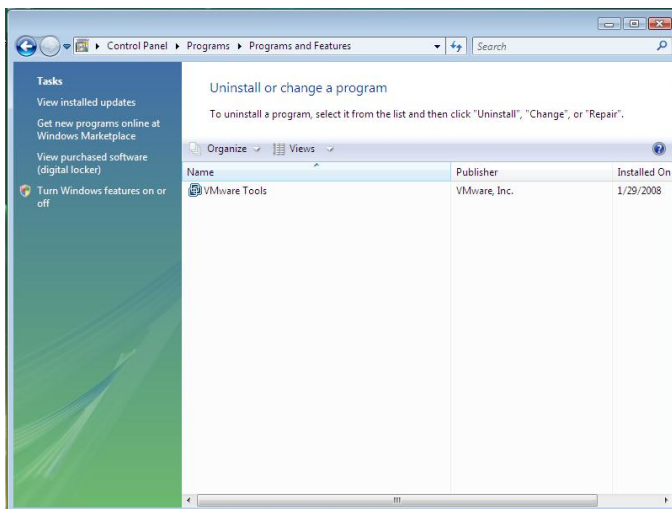 Control Panel Programs Programs and Features
Search
Tasks
View installed updates
Get new programs online at
Windows Marketplace
View purchased software
(digital locker)
Turn Windows features on or
off
Uninstall or change a program
To uninstall a program, select it from the list and then click "Uninstall", "Change", or "Repair".
Organize Views
Name Publisher Installed On
VMware Tools VMware, Inc. 1/29/2008